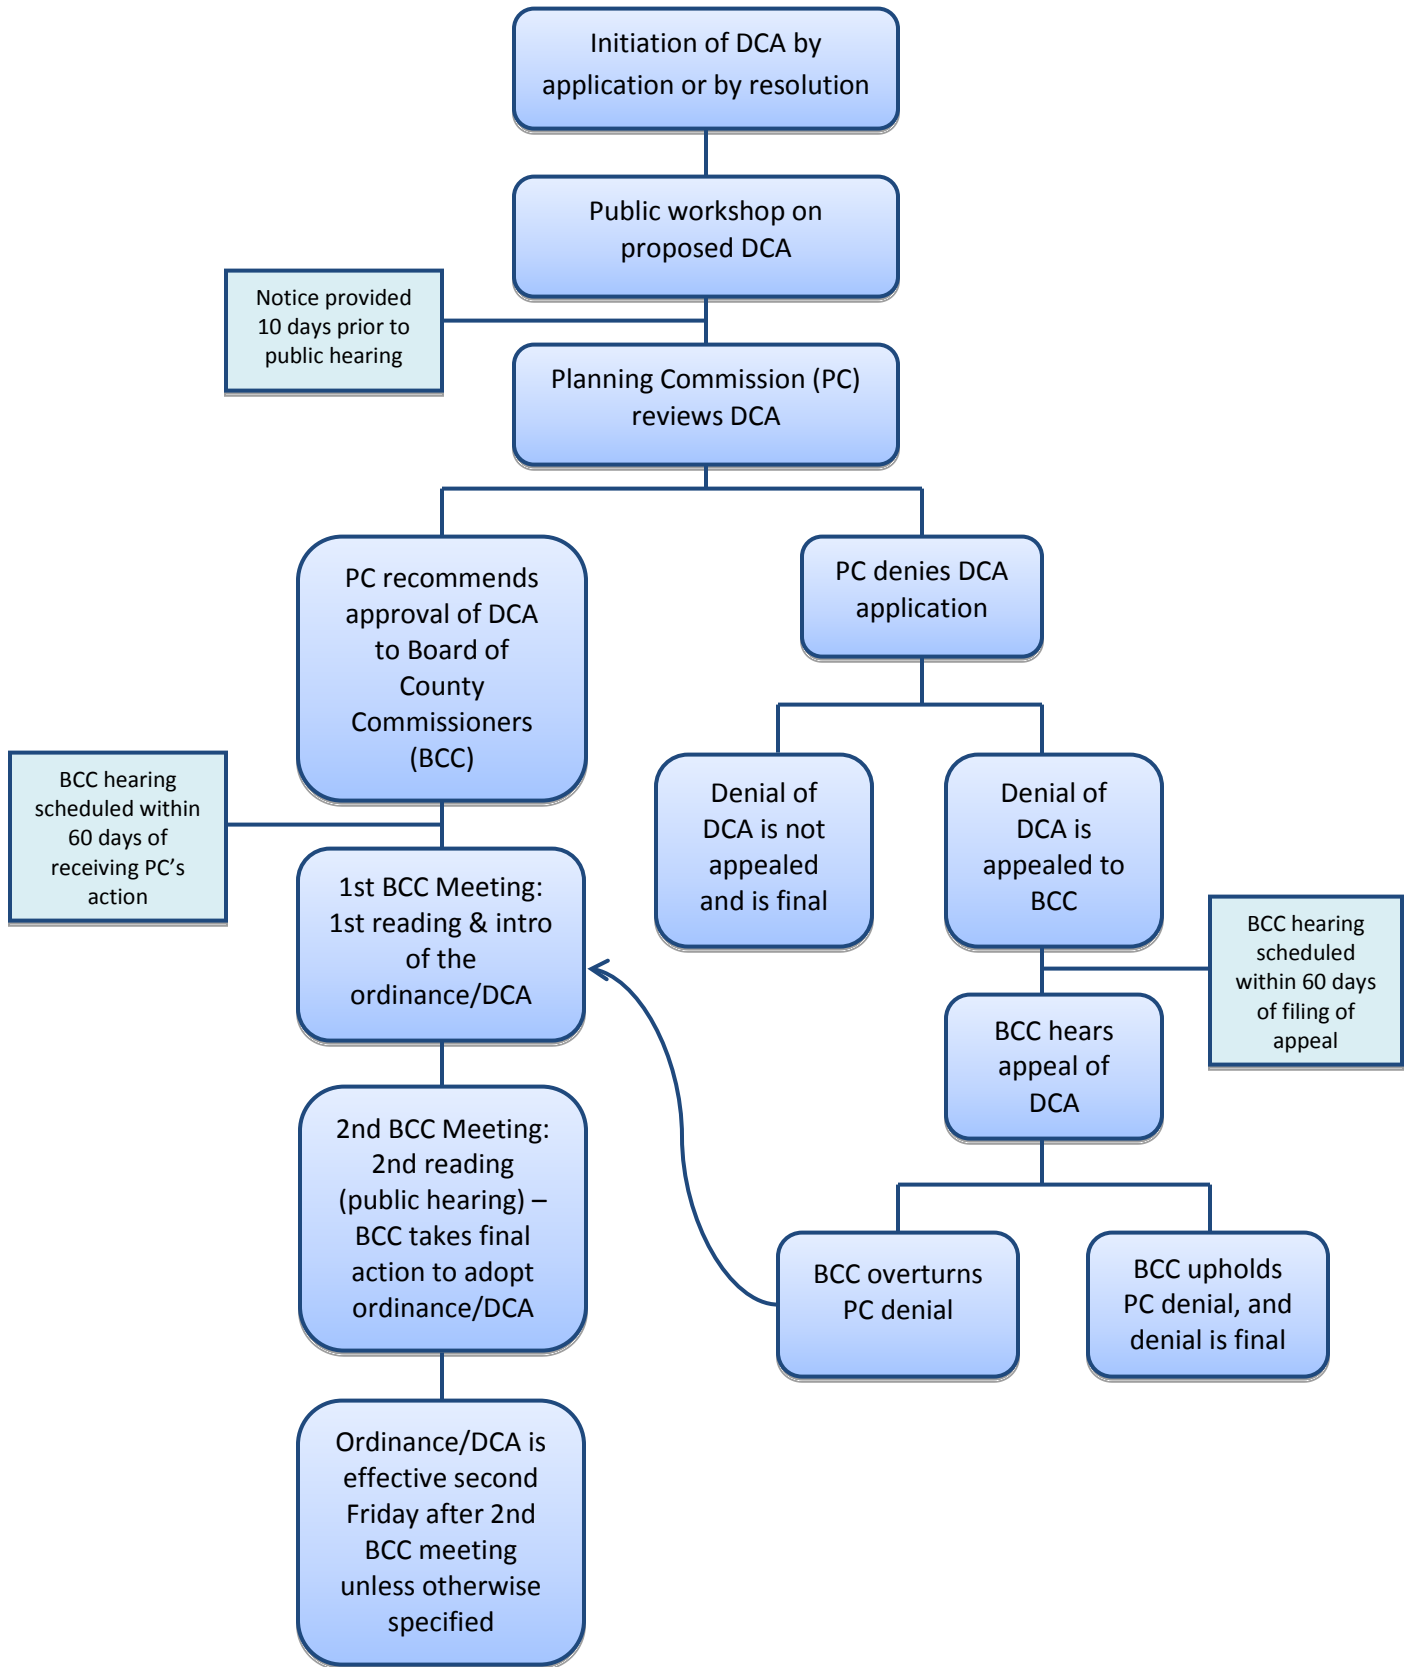 Initiation of DCA by
application or by resolution
Public workshop on
proposed DCA
Notice provided
10 days prior to
public hearing
Planning Commission (PC)
reviews DCA
PC recommends
approval of DCA
to Board of
County
Commissioners
(BCC)
PC denies DCA
application
BCC hearing
scheduled within
60 days of
receiving PC’s
action
Denial of
DCA is not
appealed
and is final
Denial of
DCA is
appealed to
BCC
1st BCC Meeting:
1st reading & intro
of the
ordinance/DCA
BCC hearing
scheduled
within 60 days
of filing of
appeal
BCC hears
appeal of
DCA
2nd BCC Meeting:
2nd reading
(public hearing) –
BCC takes final
action to adopt
ordinance/DCA
BCC overturns
PC denial
BCC upholds
PC denial, and
denial is final
Ordinance/DCA is
effective second
Friday after 2nd
BCC meeting
unless otherwise
specified